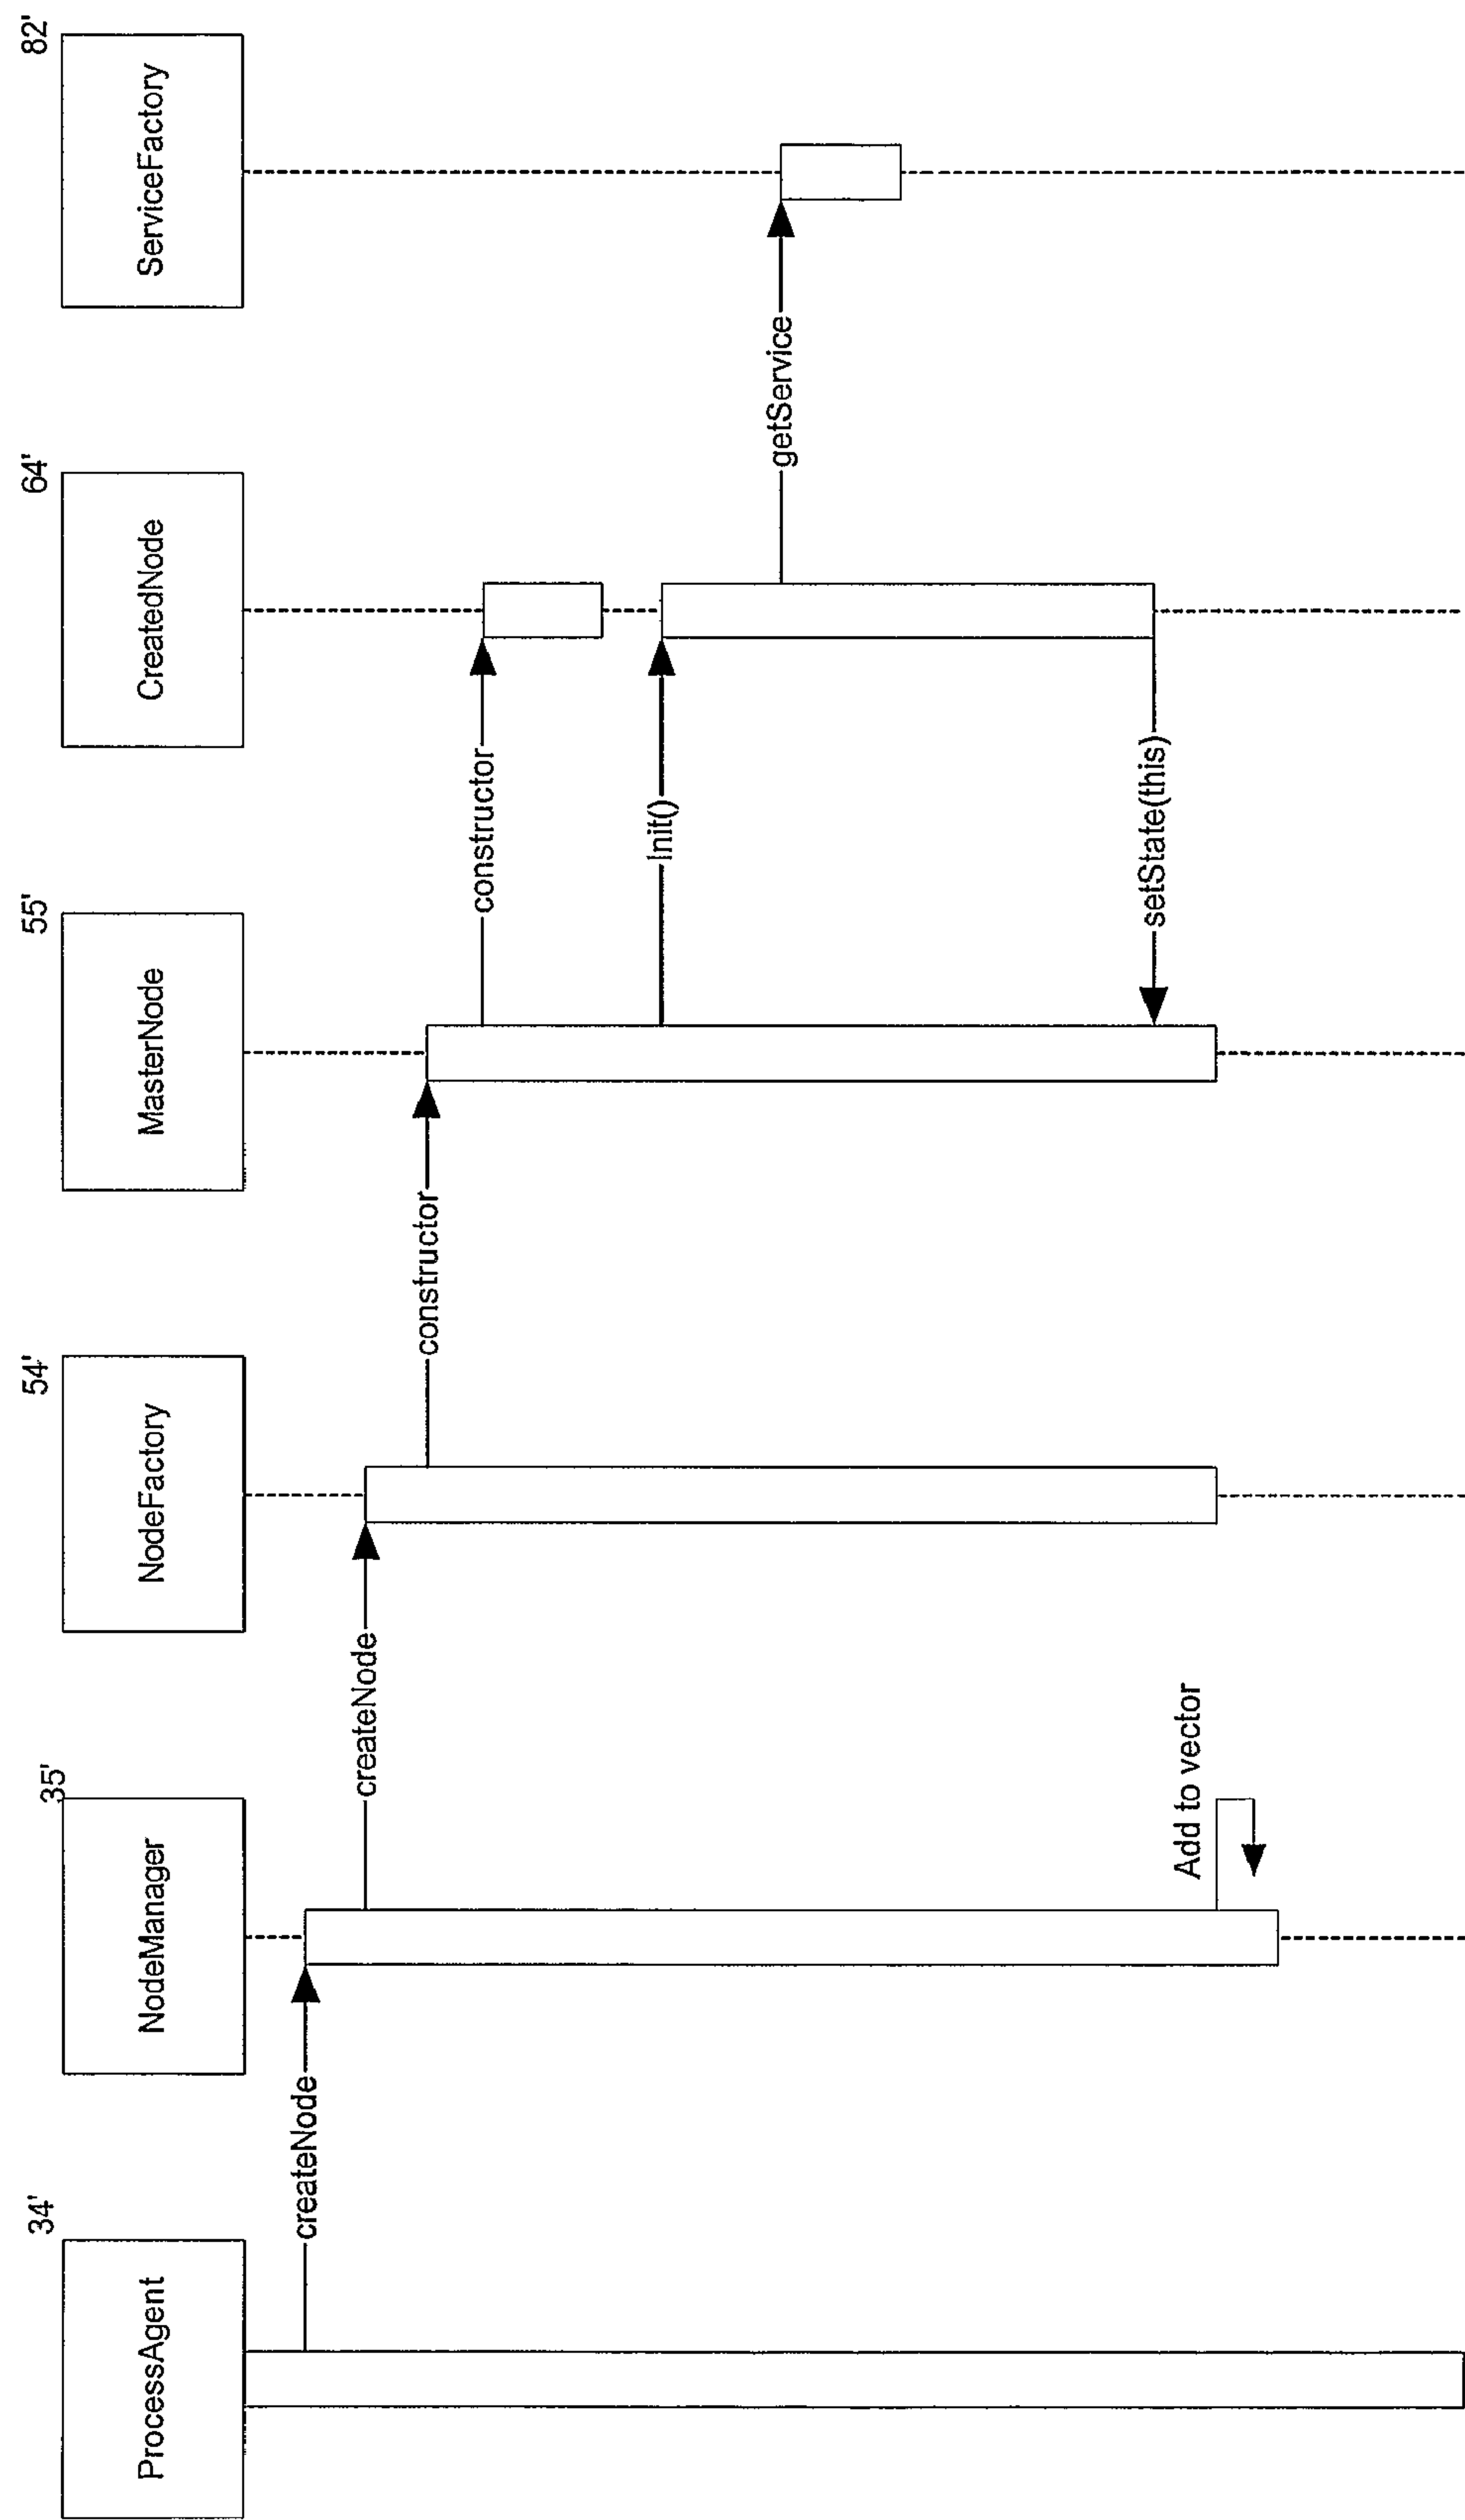 34'
35'
54'
55'
64'
82'
ProcessAgent
NodeManager
NodeFactory
MasterNode
CreatedNode
ServiceFactory
createNode
createNode
constructor
constructor
Init()
getService
setState(this)
Add to vector